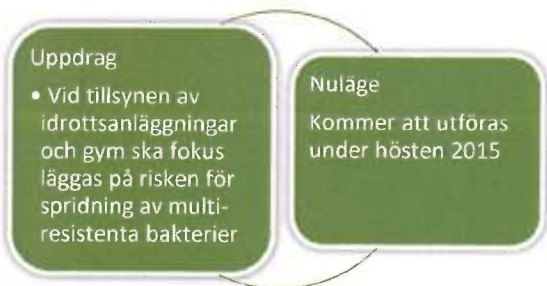 Uppdrag
• Vid tillsynen av
idrottsanläggningar
och gym ska fokus
läggas på risken för
spridning av multi-
resistenta bakterier
Nuläge
Kommer att utföras
under hösten 2015